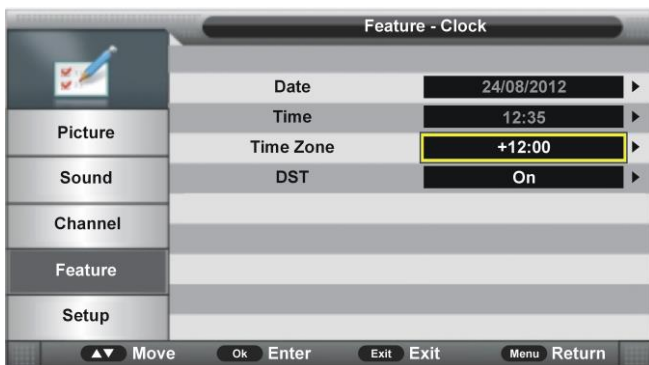 Feature - Clock
Date 24/08/2012
Time 12:35
Time Zone +12:00
DST On
Picture
Sound
Channel
Feature
Setup
▲▼ Move Ok Enter Exit Exit Menu Return